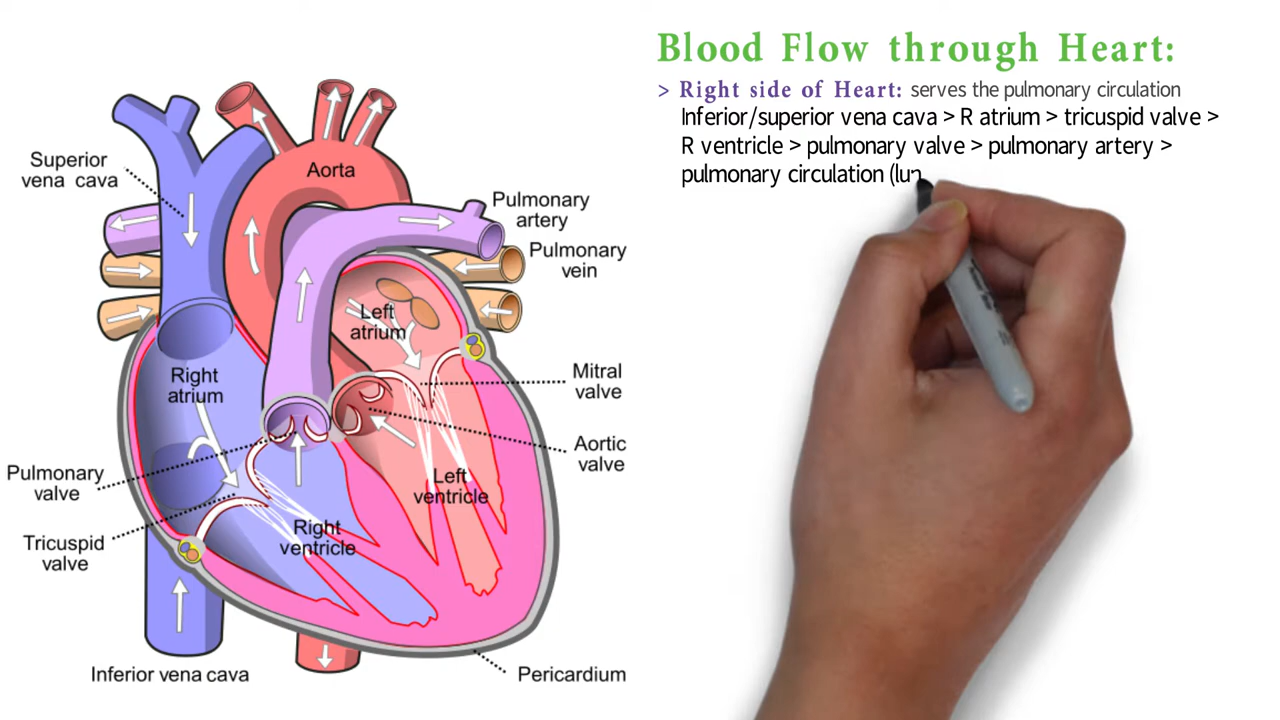 Blood Flow through Heart:
> Right side of Heart: serves the pulmonary circulation
Inferior/superior vena cava > R atrium > tricuspid valve >
R ventricle > pulmonary valve > pulmonary artery >
pulmonary circulation (lun
Superior
vena cava
Aorta
Pulmonary
artery
Pulmonary
vein
Left
atrium
Right
atrium
Mitral
valve
Aortic
valve
Pulmonary
valve
Left
ventricle
Right
ventricle
Tricuspid
valve
Inferior vena cava
Pericardium